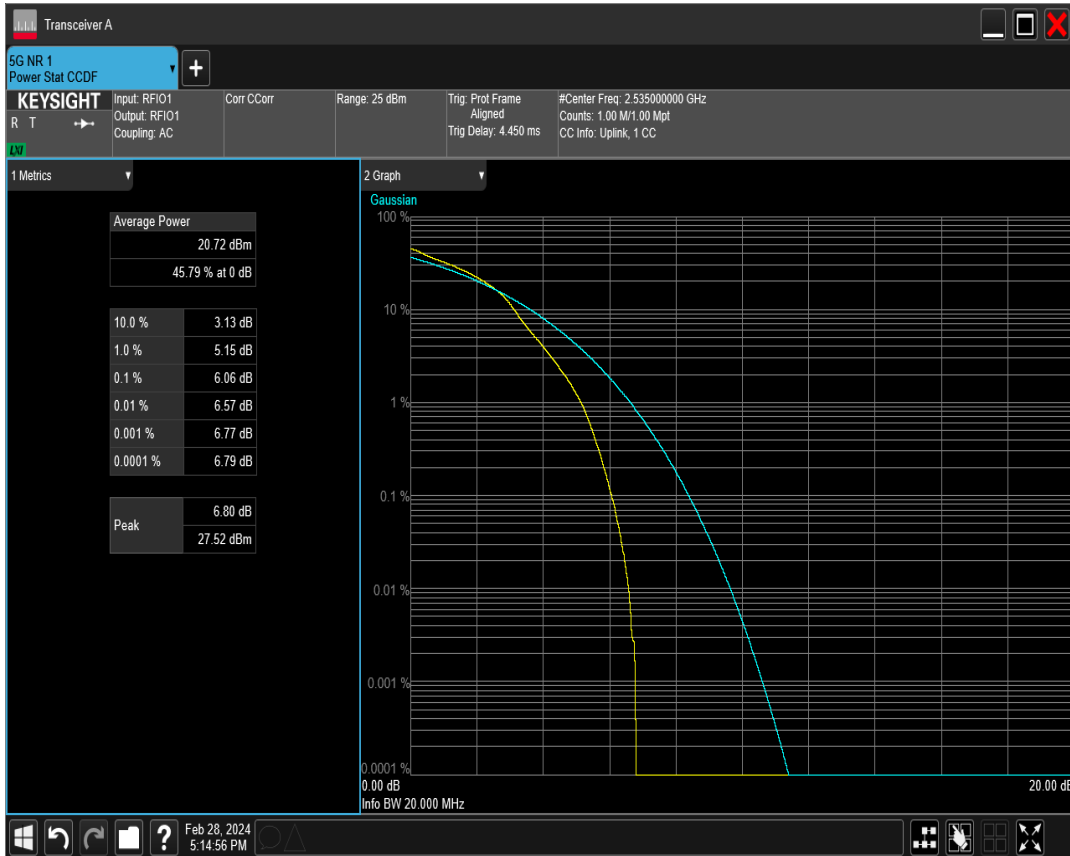 Transceiver A
5G NR 1
Power Stat CCDF
+
KEYSIGHT
R T
LXI
Input: RFIO1
Output: RFIO1
Coupling: AC
Corr CCorr
Range: 25 dBm
Trig: Prot Frame
Aligned
Trig Delay: 4.450 ms
#Center Freq: 2.535000000 GHz
Counts: 1.00 M/1.00 Mpt
CC Info: Uplink, 1 CC
1 Metrics
Average Power
20.72 dBm
45.79 % at 0 dB
10.0 % 3.13 dB
1.0 % 5.15 dB
0.1 % 6.06 dB
0.01 % 6.57 dB
0.001 % 6.77 dB
0.0001 % 6.79 dB
Peak
6.80 dB
27.52 dBm
2 Graph
Gaussian
100 %
10 %
1 %
0.1 %
0.01 %
0.001 %
0.0001 %
0.00 dB 20.00 dB
Info BW 20.000 MHz
?
Feb 28, 2024
5:14:56 PM